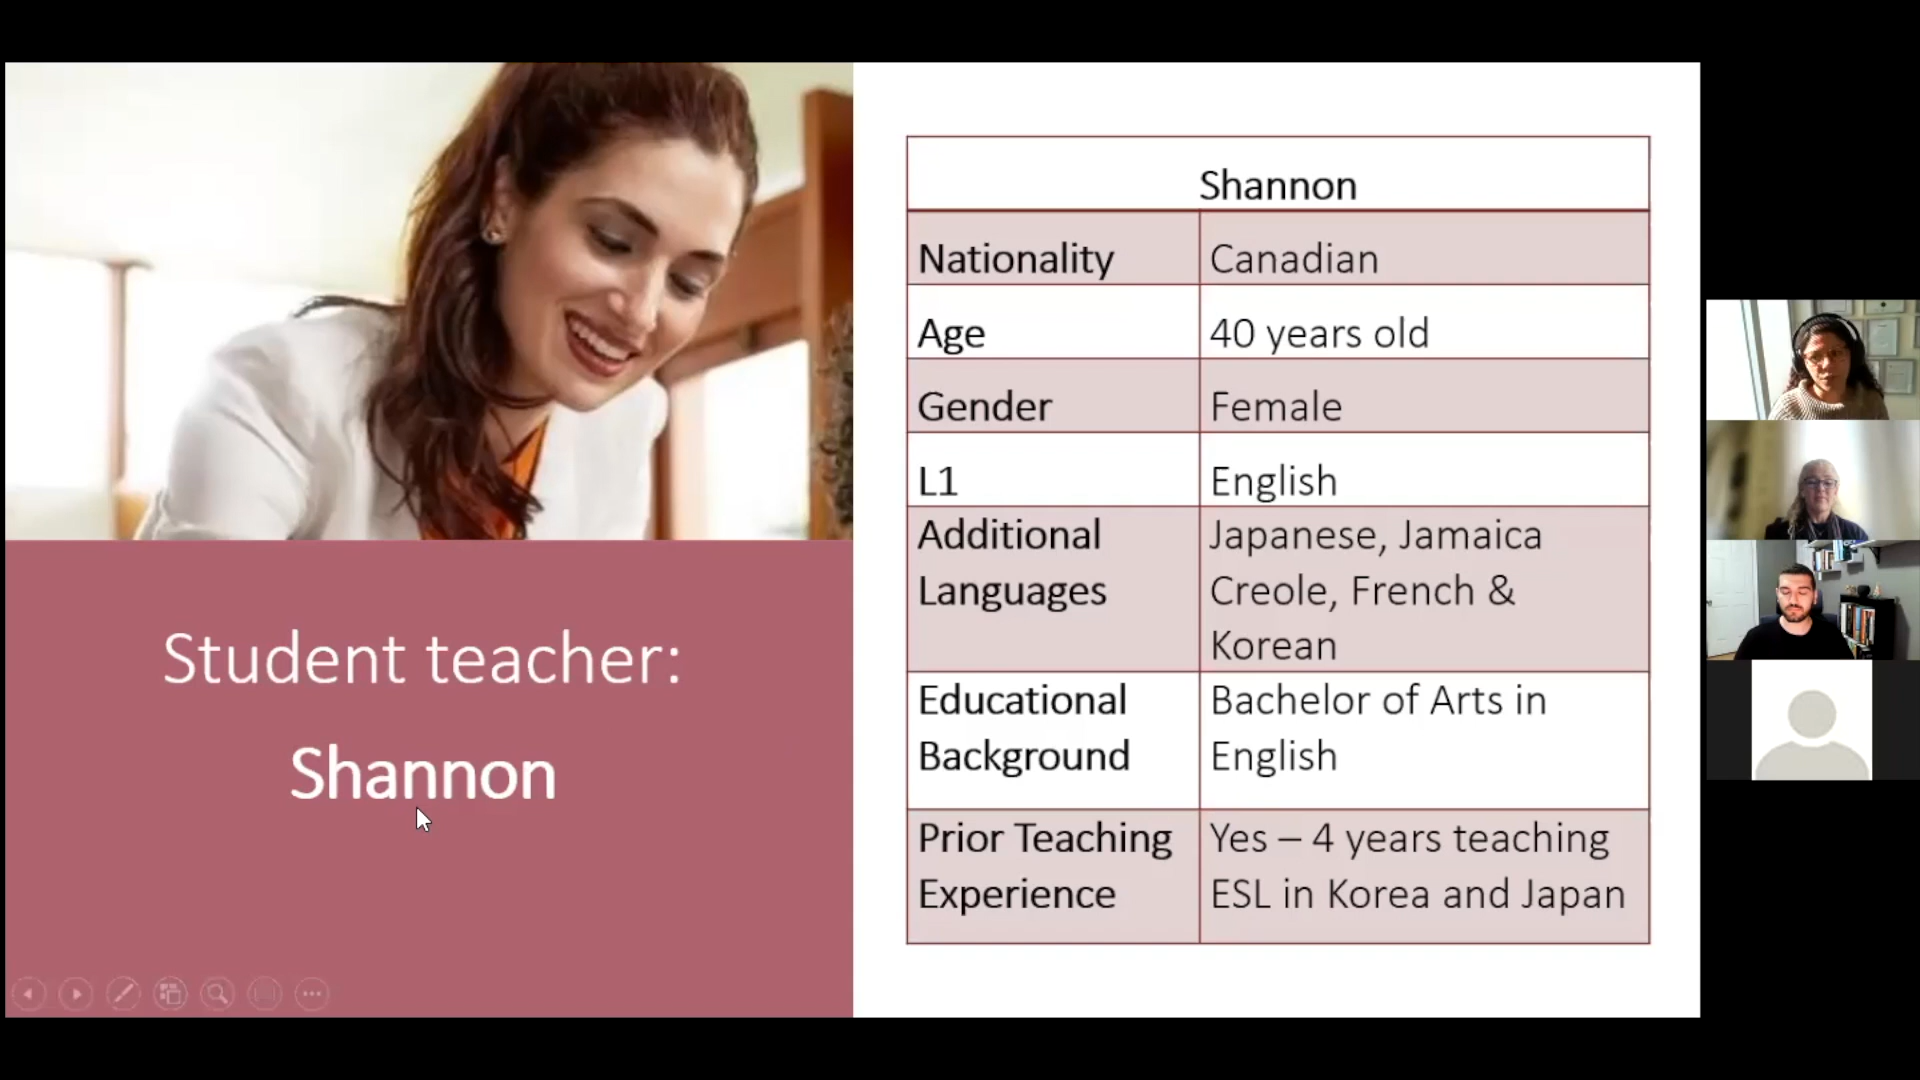 Student teacher:
Shannon
Shannon
Nationality
Canadian
Age
40 years old
Gender
Female
L1
English
Additional
Languages
Japanese, Jamaica
Creole, French &
Korean
Educational
Background
Bachelor of Arts in
English
Prior Teaching
Experience
Yes – 4 years teaching
ESL in Korea and Japan